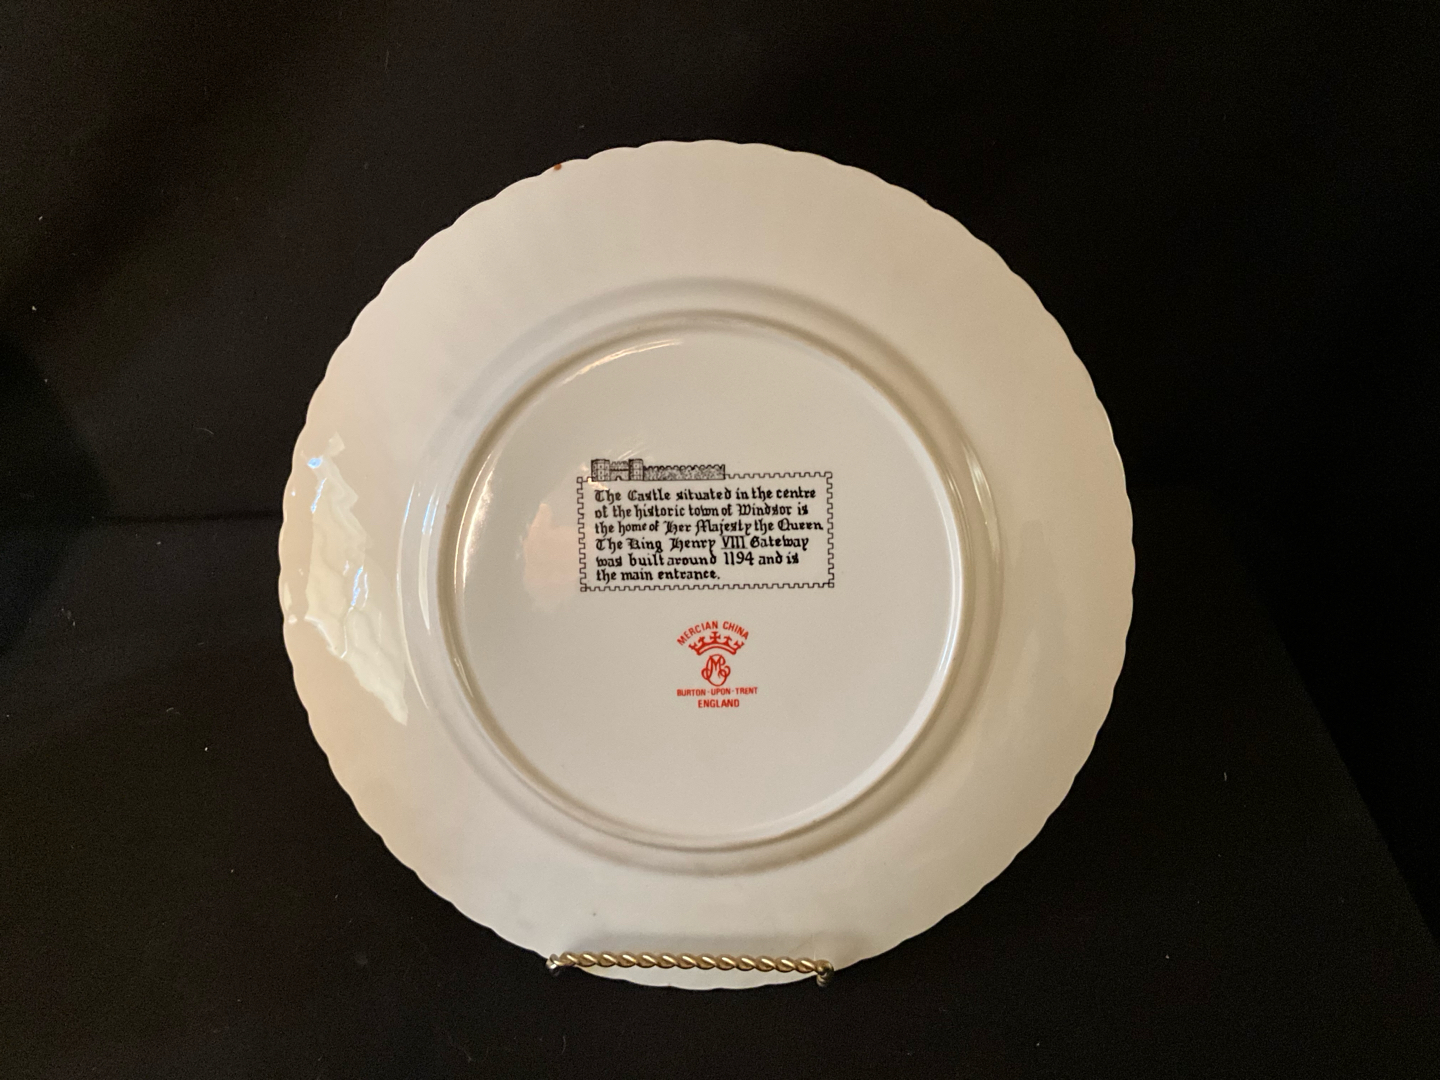 The Castle situated in the centre
of the historic town of Windsor is
the home of Her Majesty the Queen
The King Henry VIII Gateway
was built around 1194 and is
the main entrance.
MERCIAN CHINA
MC
BURTON-UPON-TRENT
ENGLAND